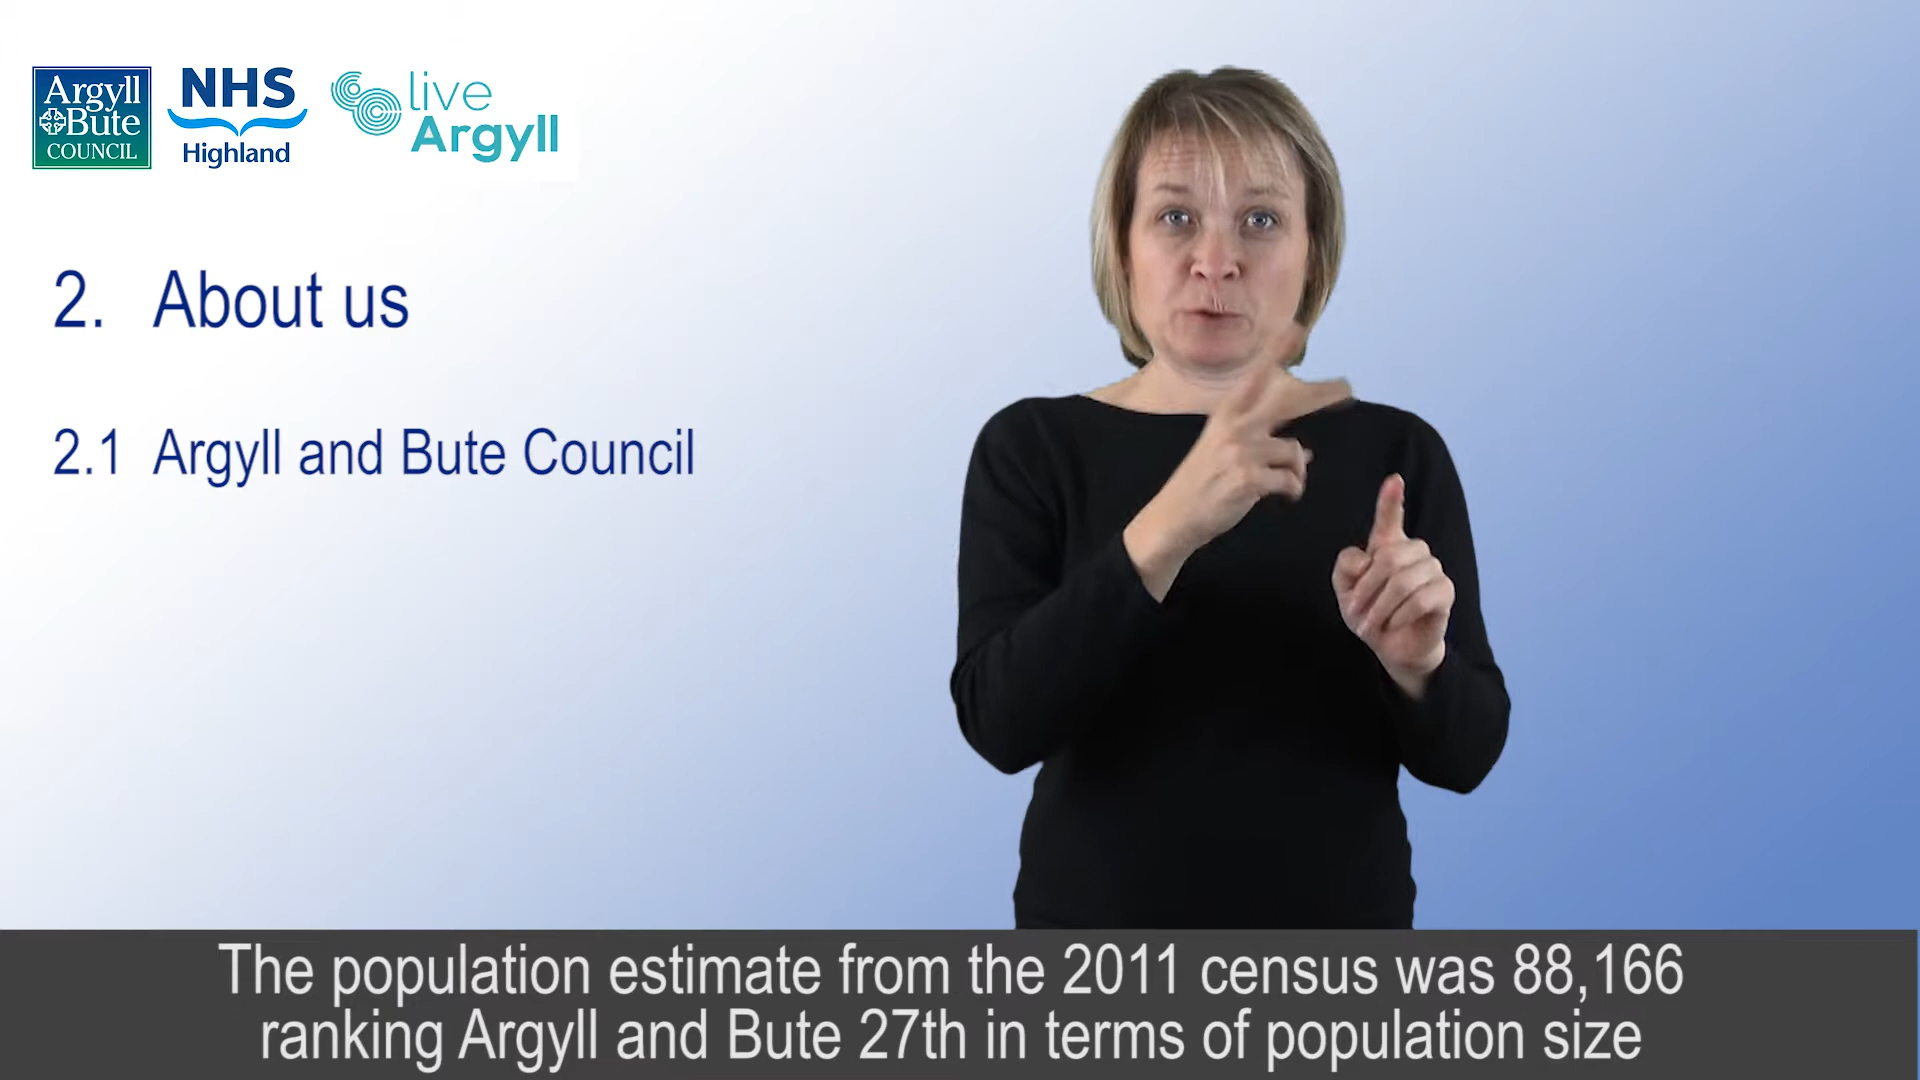 Argyll
Bute
COUNCIL
NHS
Highland
live
Argyll
2. About us
2.1 Argyll and Bute Council
The population estimate from the 2011 census was 88,166
ranking Argyll and Bute 27th in terms of population size